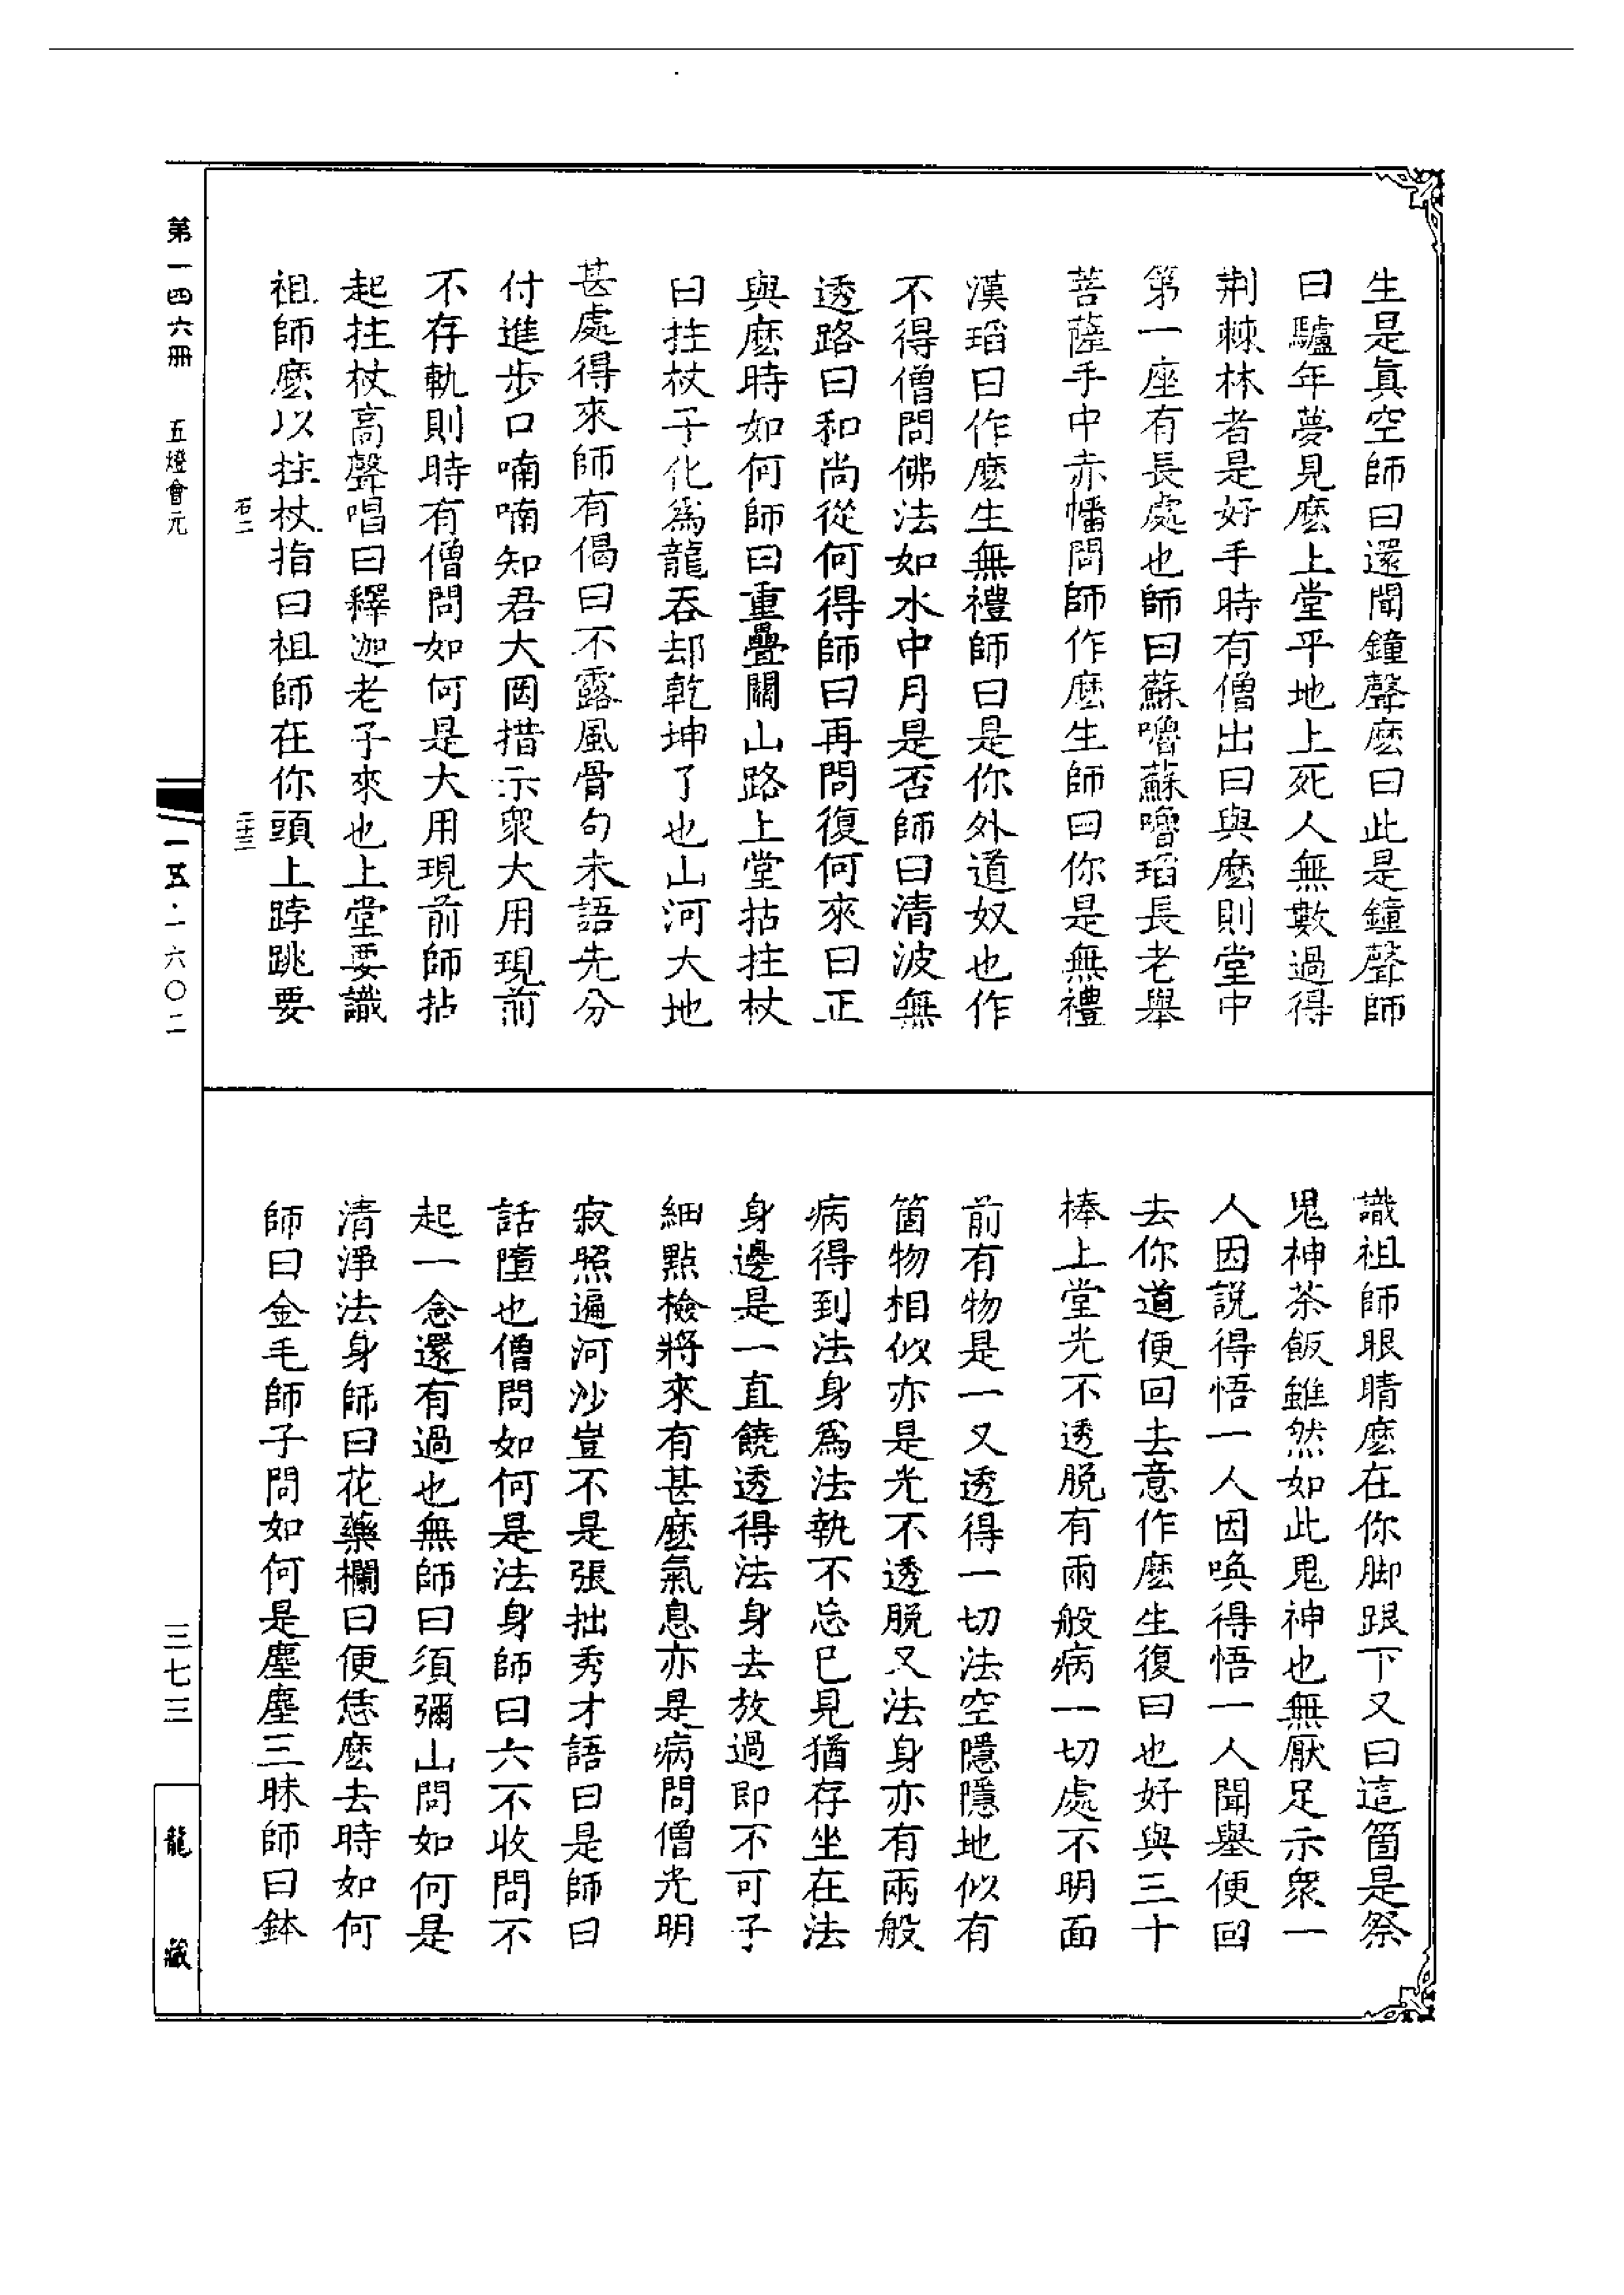 生是真空師曰還聞鐘聲麽曰此是鐘聲師
曰驢年夢見麽上堂平地上死人無數過得
荆棘林者是好手時有僧出曰與麽則堂中
第一座有長處也師曰蘇嚕蘇嚕瑫長老舉
菩薩手中赤幡問師作麽生師曰你是無禮
漢瑫曰作麽生無禮師曰是你外道奴也作
不得僧問佛法如水中月是否師曰清波無
透路曰和尚從何得師曰再問復何來曰正
與麽時如何師曰重疊關山路上堂拈拄杖
曰拄杖子化爲龍吞却乾坤了也山河大地
甚處得來師有偈曰不露風骨句未語先分
付進步口喃喃知君大罔措示衆大用現前
不存軌則時有僧問如何是大用現前師拈
起拄杖高聲唱曰釋迦老子來也上堂要識
祖師麽以拄杖指曰祖師在你頭上𨁝跳要
識祖師眼睛麽在你脚跟下又曰這箇是祭
鬼神茶飯雖然如此鬼神也無厭足示衆一
人因説得悟一人因喚得悟一人聞舉便回
去你道便回去意作麽生復曰也好與三十
棒上堂光不透脱有兩般病一切處不明面
前有物是一又透得一切法空隱隱地似有
箇物相似亦是光不透脱又法身亦有兩般
病得到法身爲法執不忘已見猶存坐在法
身邊是一直饒透得法身去放過即不可子
細點檢將來有甚麽氣息亦是病問僧光明
寂照遍河沙豈不是張拙秀才語曰是師曰
話墮也僧問如何是法身師曰六不收問不
起一念還有過也無師曰須彌山問如何是
清淨法身師曰花藥欄曰便恁麽去時如何
師曰金毛師子問如何是塵塵三昧師曰鉢
右二
二十三
第一四六册 五燈會元
一五·一六〇二
三七三
龍藏